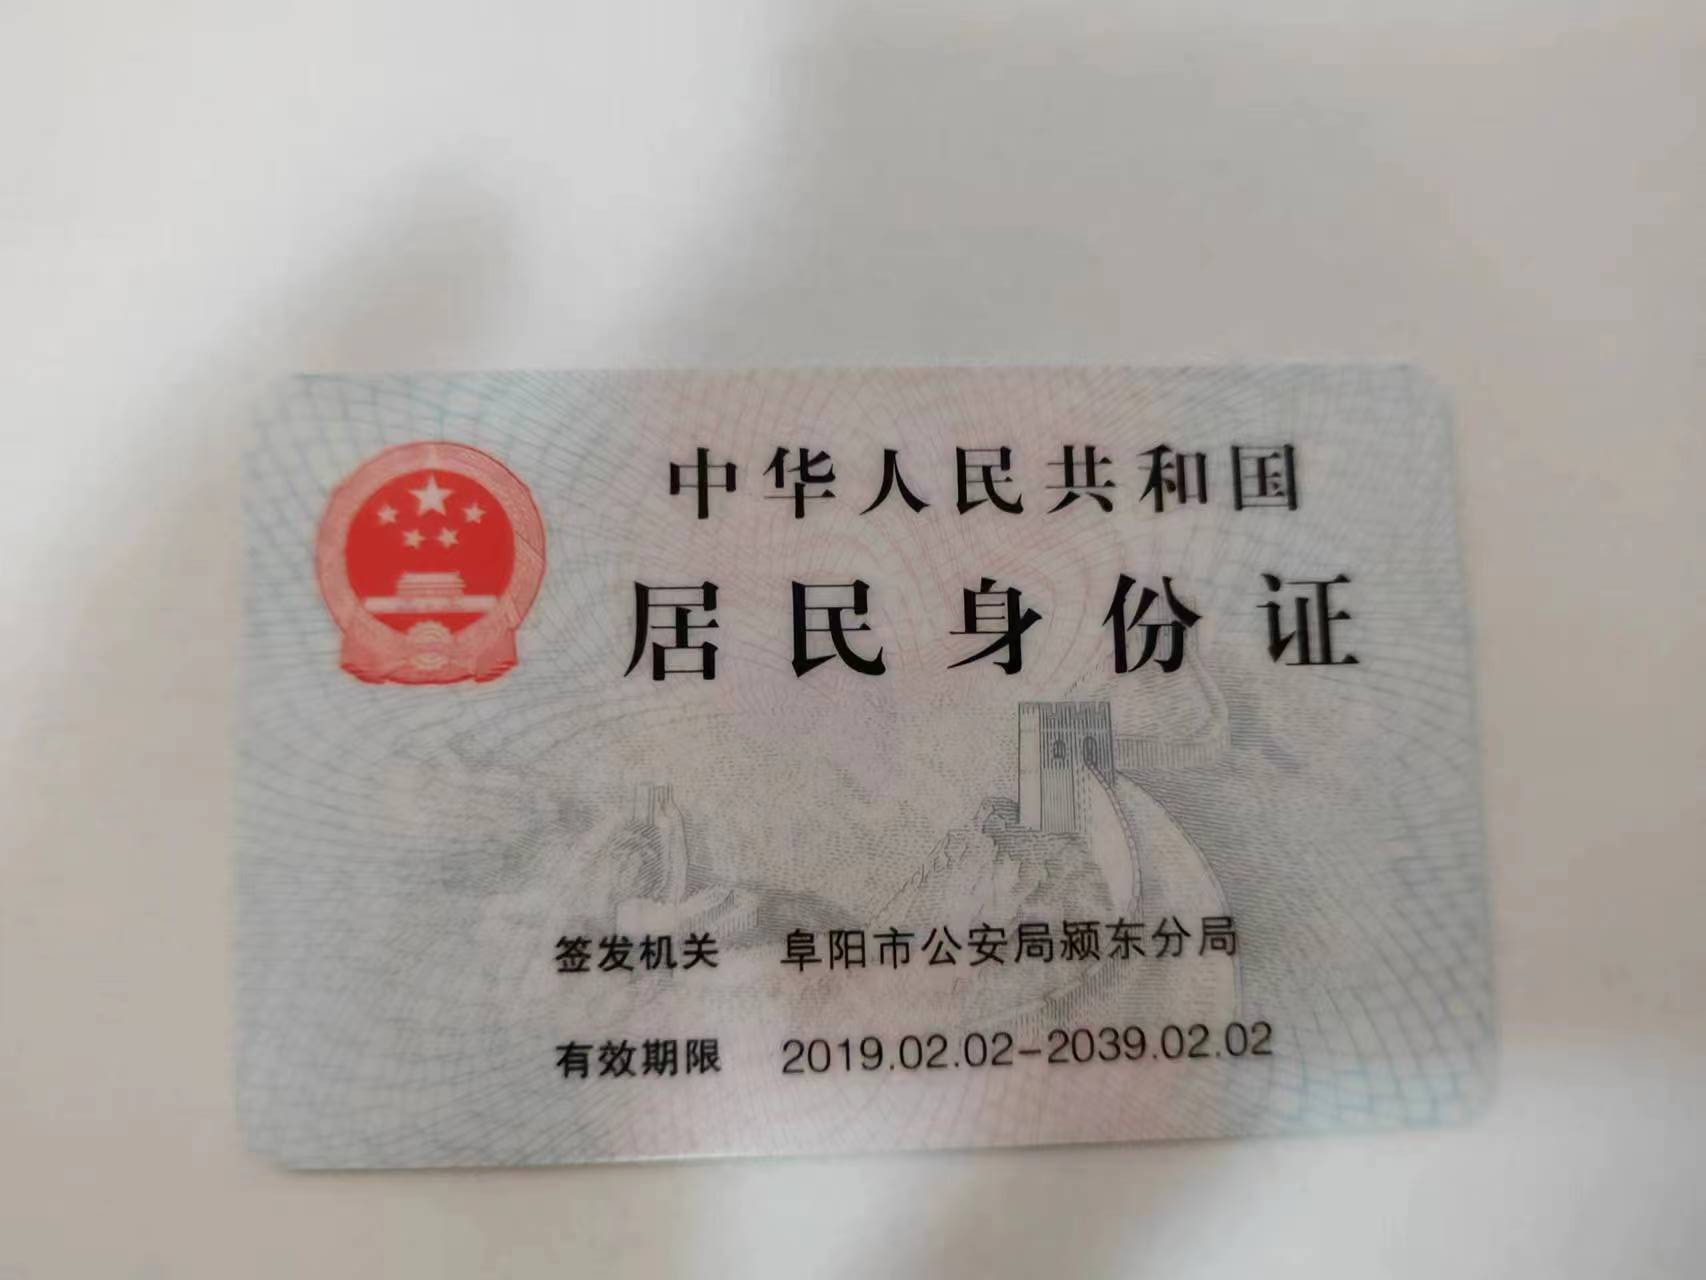 中华人民共和国
居民身份证
签发机关 阜阳市公安局颍东分局
有效期限 2019.02.02-2039.02.02